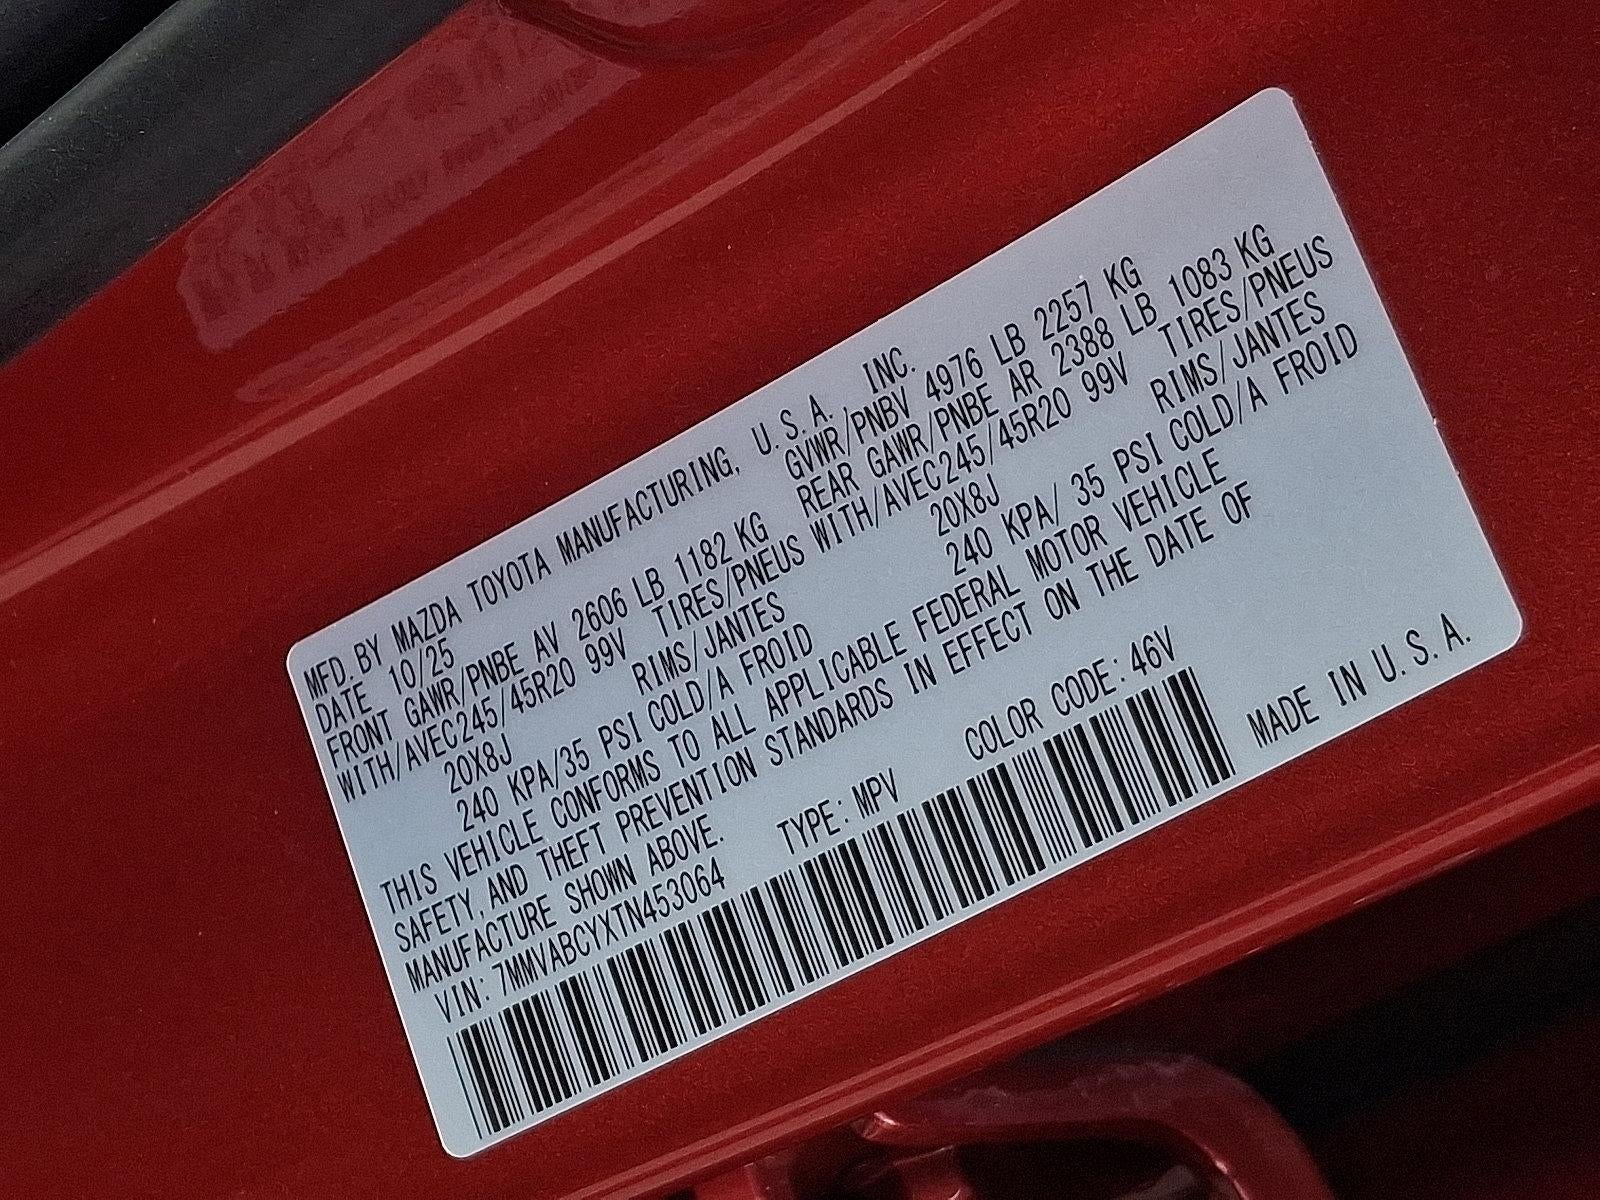 MFD. BY MAZDA TOYOTA MANUFACTURING, U.S.A. INC.
DATE 10/25 GVWR/PNBV 4976 LB 2257 KG
FRONT GAWR/PNBE AV 2606 LB 1182 KG REAR GAWR/PNBE AR 2388 LB 1083 KG
WITH/AVEC245/45R20 99V TIRES/PNEUS WITH/AVEC245/45R20 99V TIRES/PNEUS
20X8J RIMS/JANTES 20X8J RIMS/JANTES
240 KPA/35 PSI COLD/A FROID 240 KPA/ 35 PSI COLD/A FROID
THIS VEHICLE CONFORMS TO ALL APPLICABLE FEDERAL MOTOR VEHICLE
SAFETY, AND THEFT PREVENTION STANDARDS IN EFFECT ON THE DATE OF
MANUFACTURE SHOWN ABOVE.
VIN: 7MMVABCYXTN453064 TYPE: MPV COLOR CODE: 46V
MADE IN U.S.A.